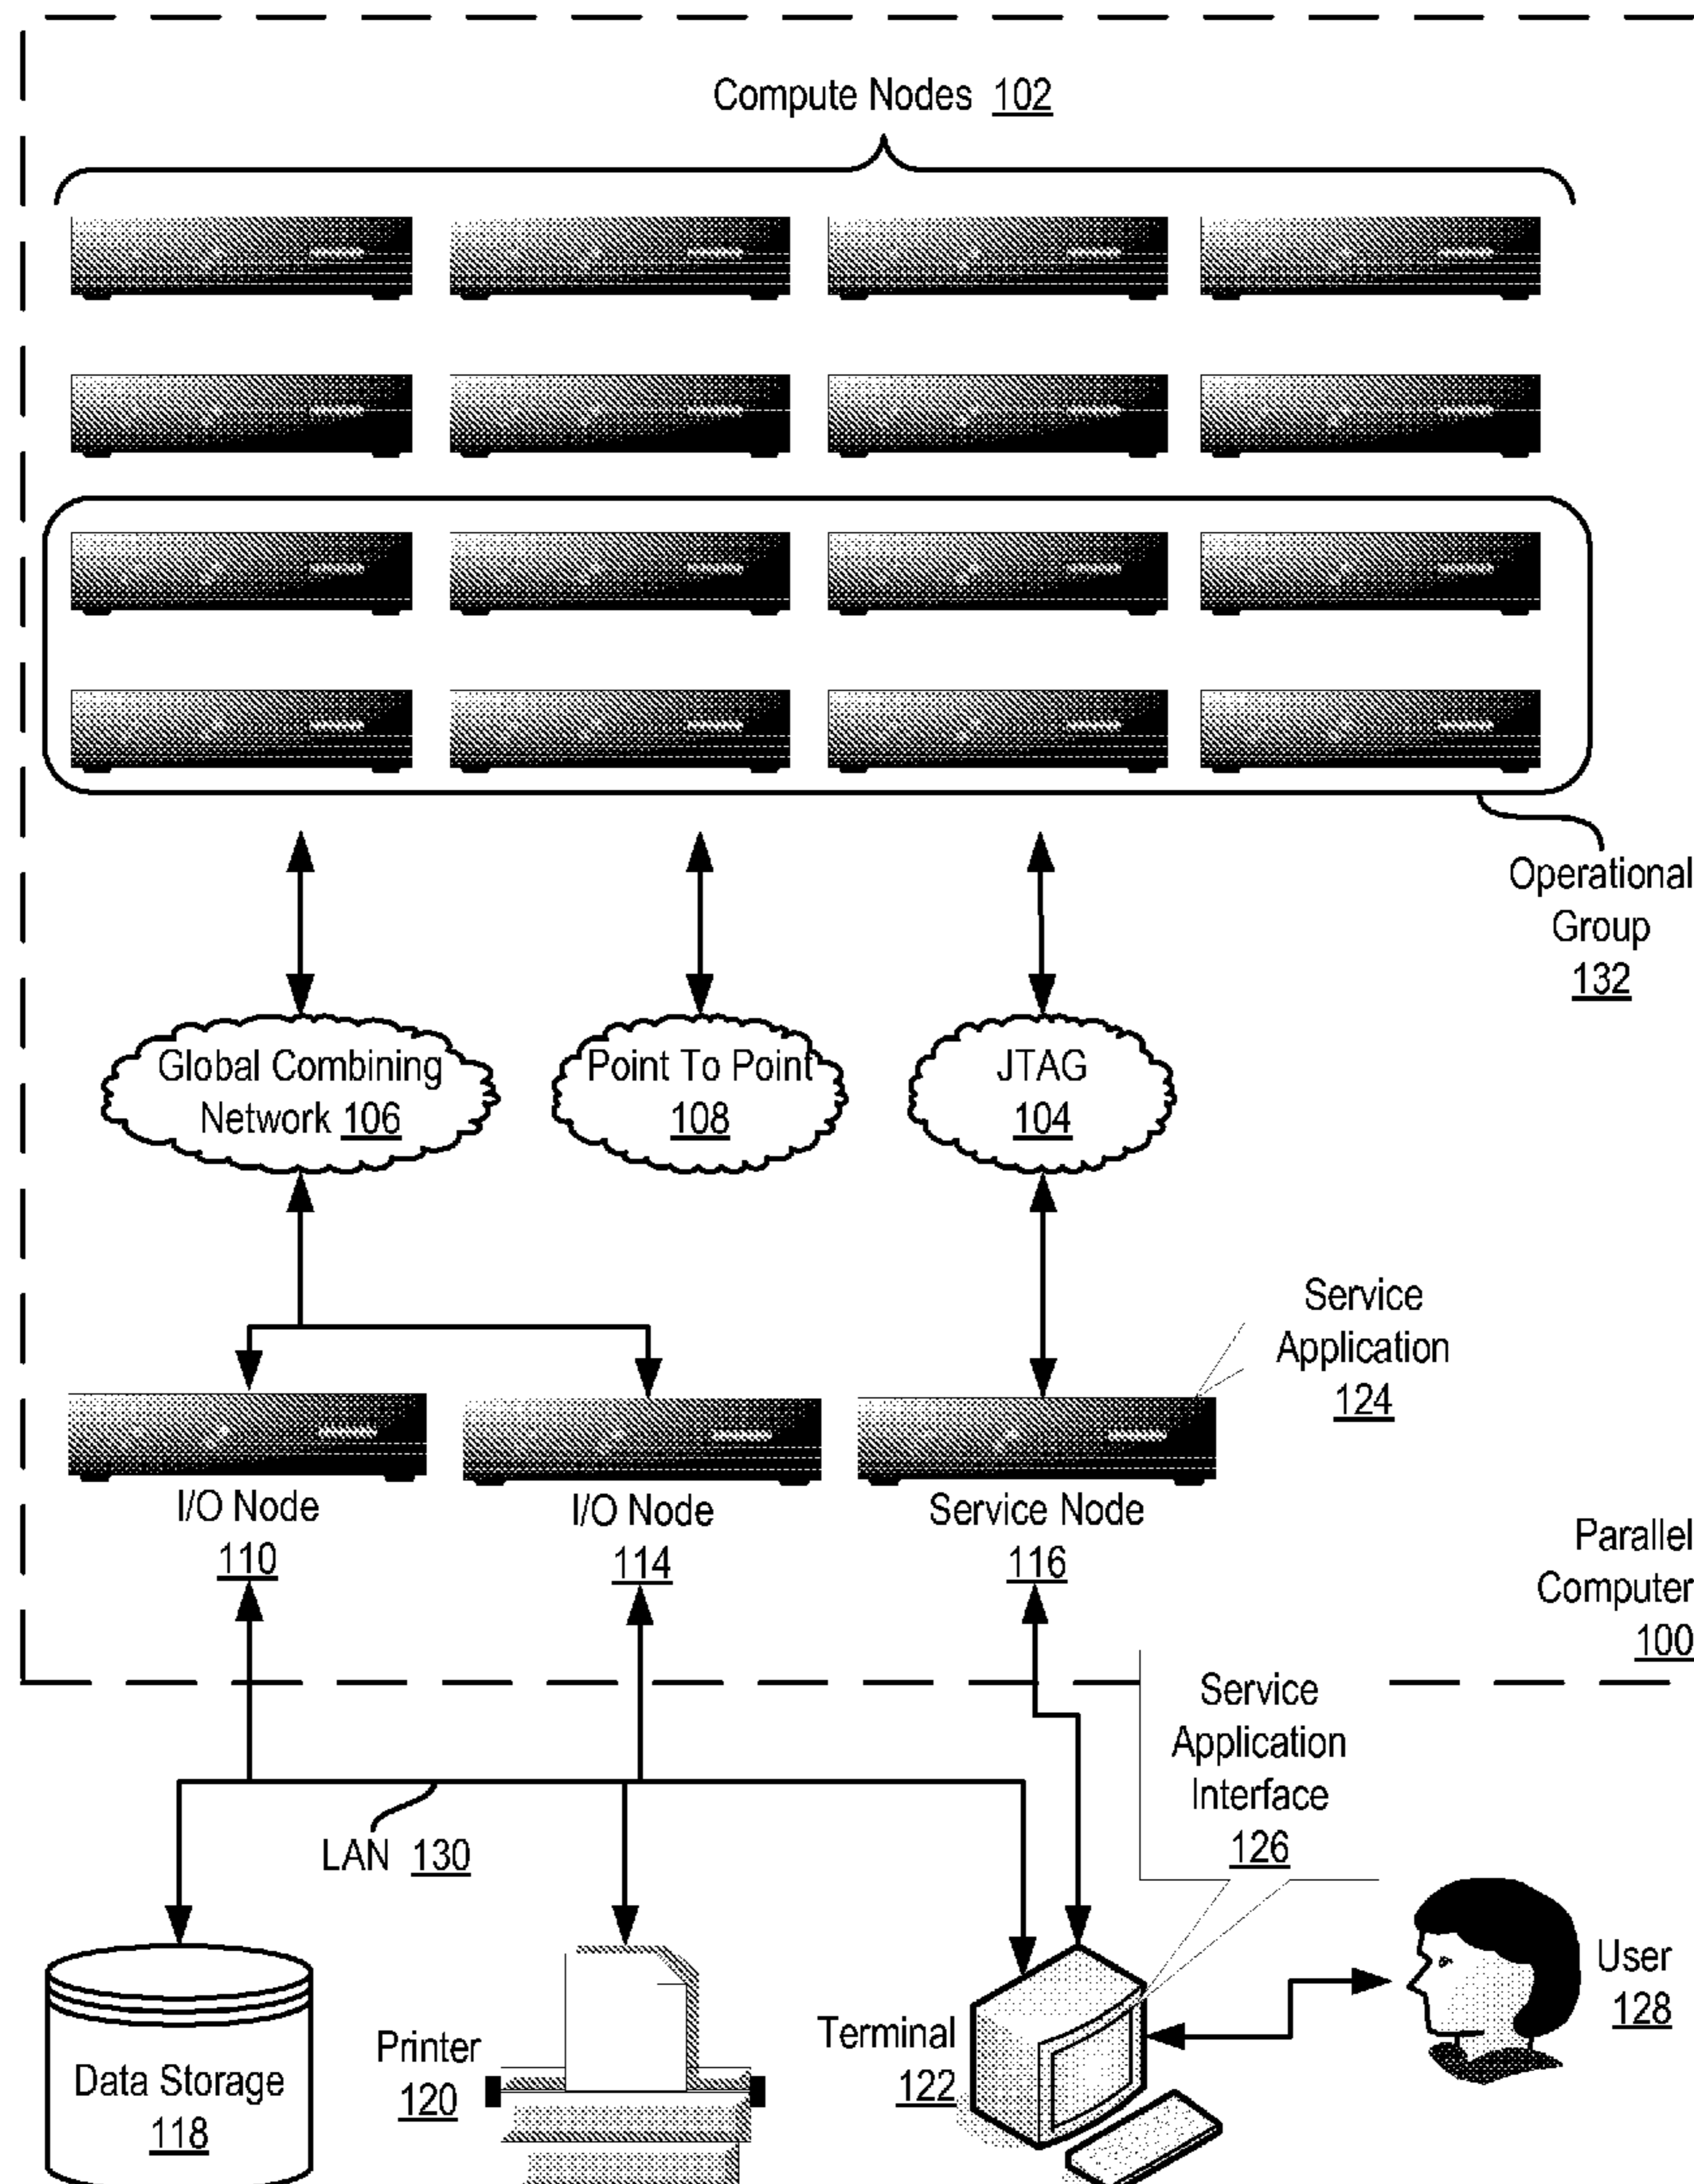 Compute Nodes 102
Operational
Group
132
Global Combining
Network 106
Point To Point
108
JTAG
104
Service
Application
124
I/O Node
110
I/O Node
114
Service Node
116
Parallel
Computer
100
Service
Application
Interface
126
LAN 130
Data Storage
118
Printer
120
Terminal
122
User
128